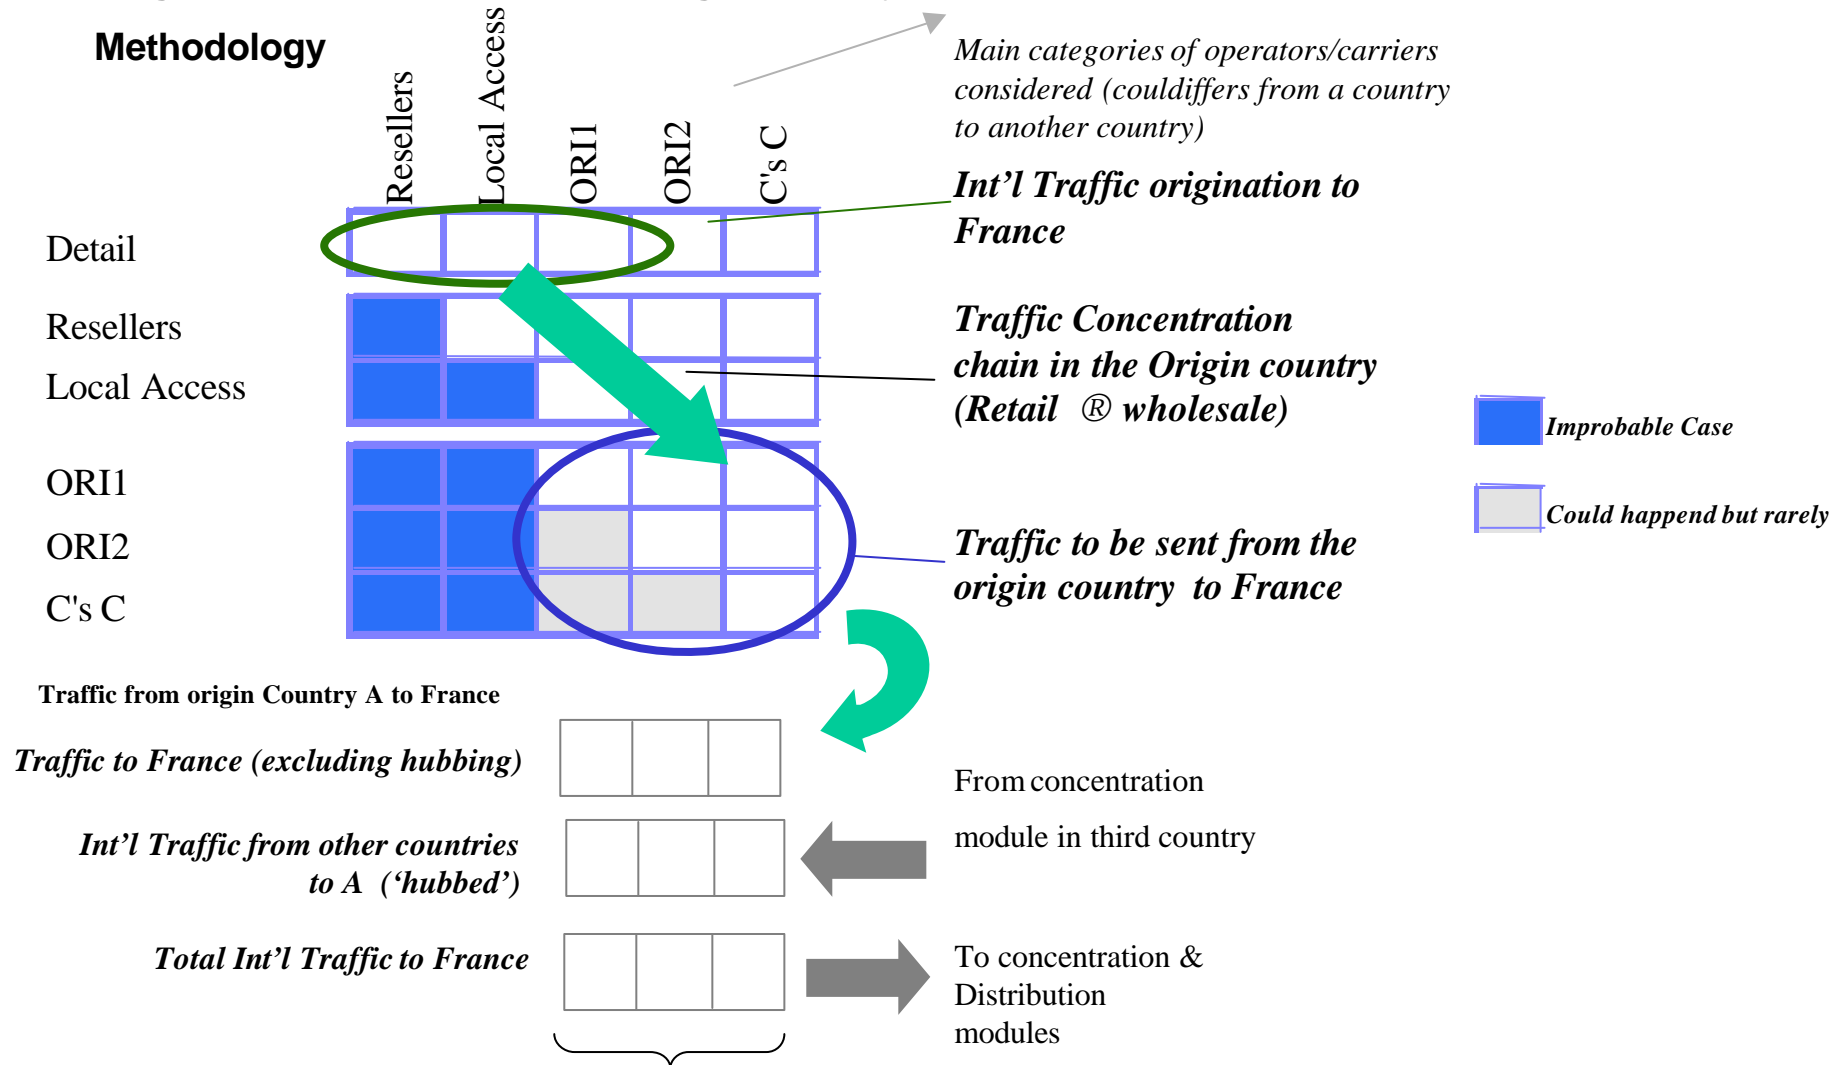 Methodology
Resellers
Local Access
ORI1
ORI2
C's C
Main categories of operators/carriers
considered (couldiffers from a country
to another country)
Int’l Traffic origination to
France
Detail
Resellers
Local Access
Traffic Concentration
chain in the Origin country
(Retail ® wholesale)
Improbable Case
Could happend but rarely
ORI1
ORI2
C's C
Traffic to be sent from the
origin country to France
Traffic from origin Country A to France
Traffic to France (excluding hubbing)
From concentration
module in third country
Int’l Traffic from other countries
to A (‘hubbed’)
Total Int’l Traffic to France
To concentration &
Distribution
modules